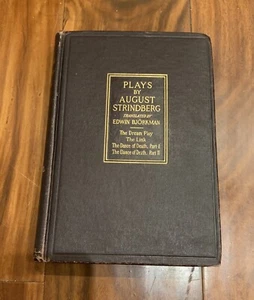 PLAYS
BY
AUGUST
STRINDBERG
TRANSLATED BY
EDWIN BJÖRKMAN
The Dream Play
The Link
The Dance of Death, Part I
The Dance of Death, Part II